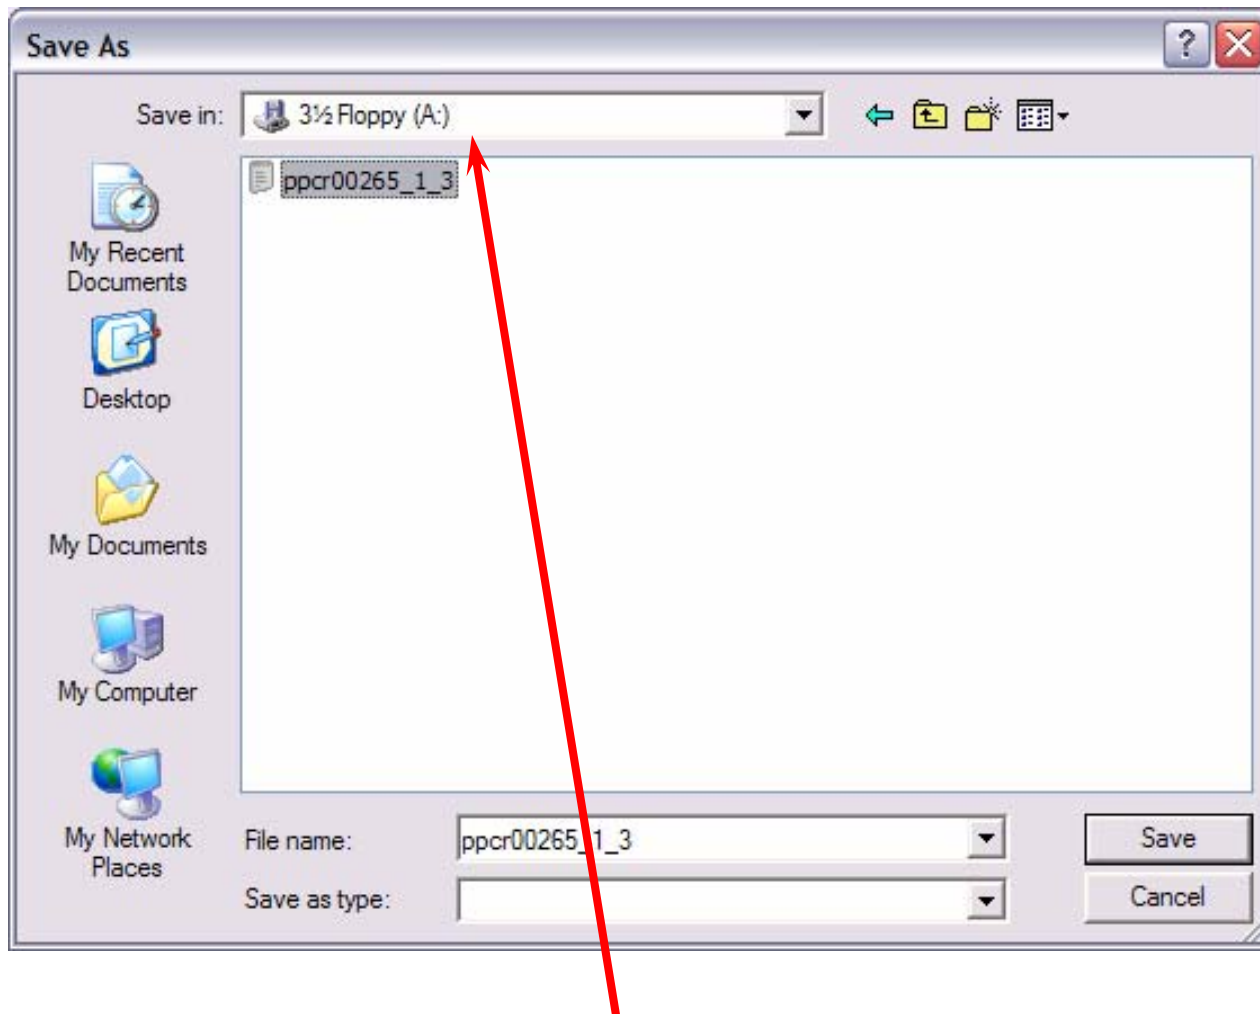 Save As
Save in:
3½ Floppy (A:)
ppcr00265_1_3
My Recent
Documents
Desktop
My Documents
My Computer
My Network
Places
File name:
ppcr00265_1_3
Save
Save as type:
Cancel